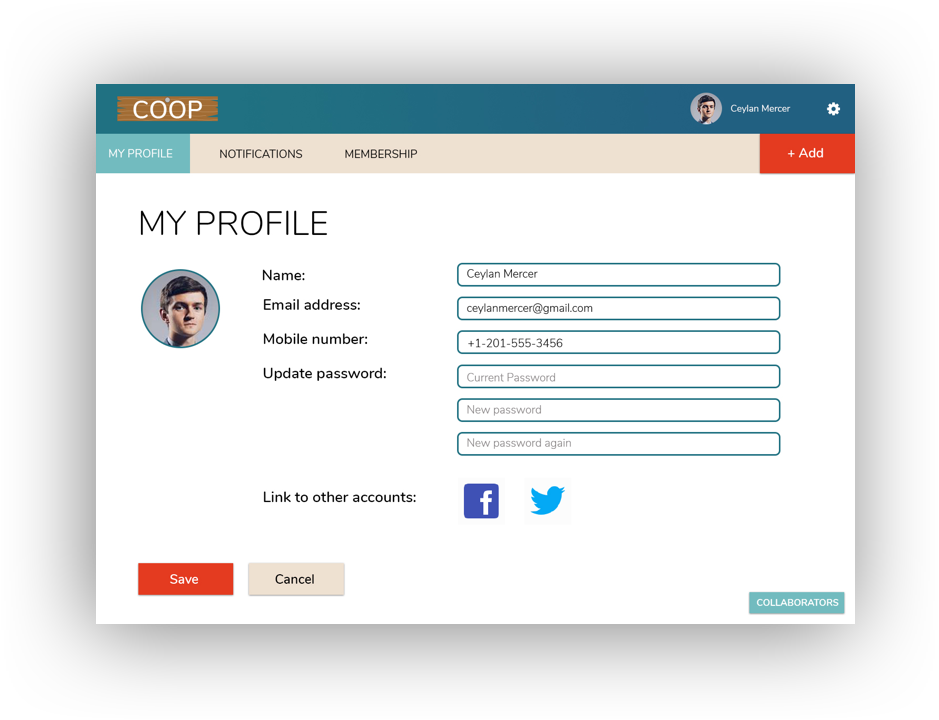 COOP
Ceylan Mercer
MY PROFILE
NOTIFICATIONS
MEMBERSHIP
+ Add
MY PROFILE
Name:
Ceylan Mercer
Email address:
ceylanmercer@gmail.com
Mobile number:
+1-201-555-3456
Update password:
Current Password
New password
New password again
Link to other accounts:
f
Save
Cancel
COLLABORATORS